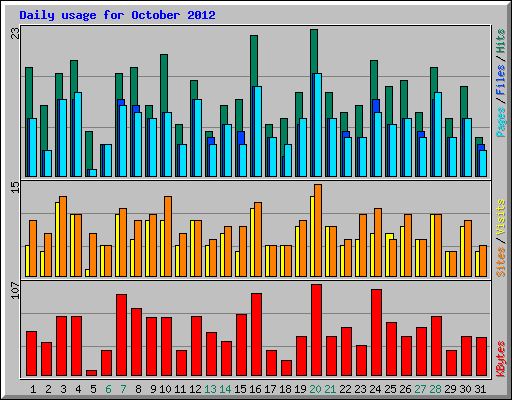 Daily usage for October 2012
23
15
107
Pages / Files / Hits
Sites / Visits
KBytes
1 2 3 4 5 6 7 8 9 10 11 12 13 14 15 16 17 18 19 20 21 22 23 24 25 26 27 28 29 30 31